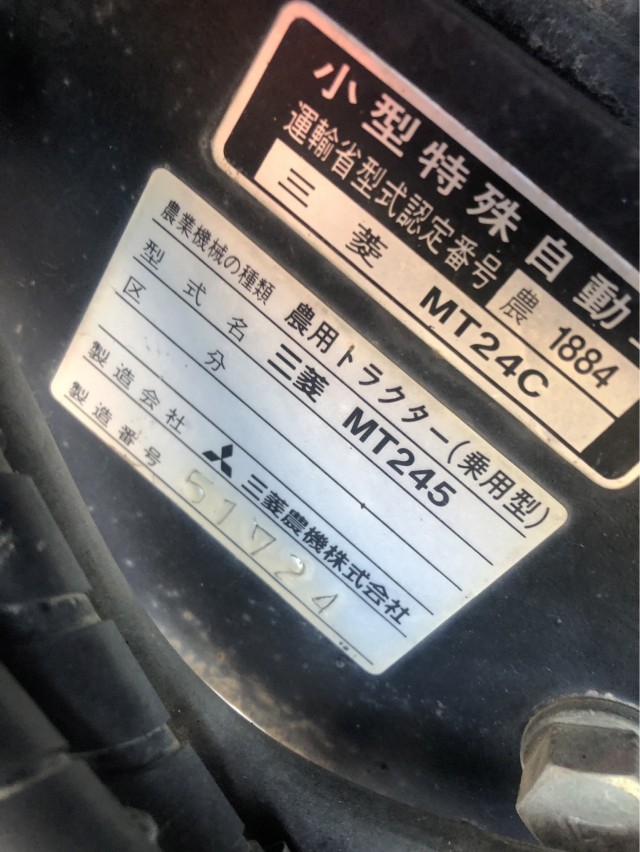 小型特殊自動
運輸省型式認定番号 農 1884
三菱 MT24C
農業機械の種類 農用トラクター(乗用型)
型式名 三菱 MT245
区分
製造会社 三菱農機株式会社
製造番号 51724